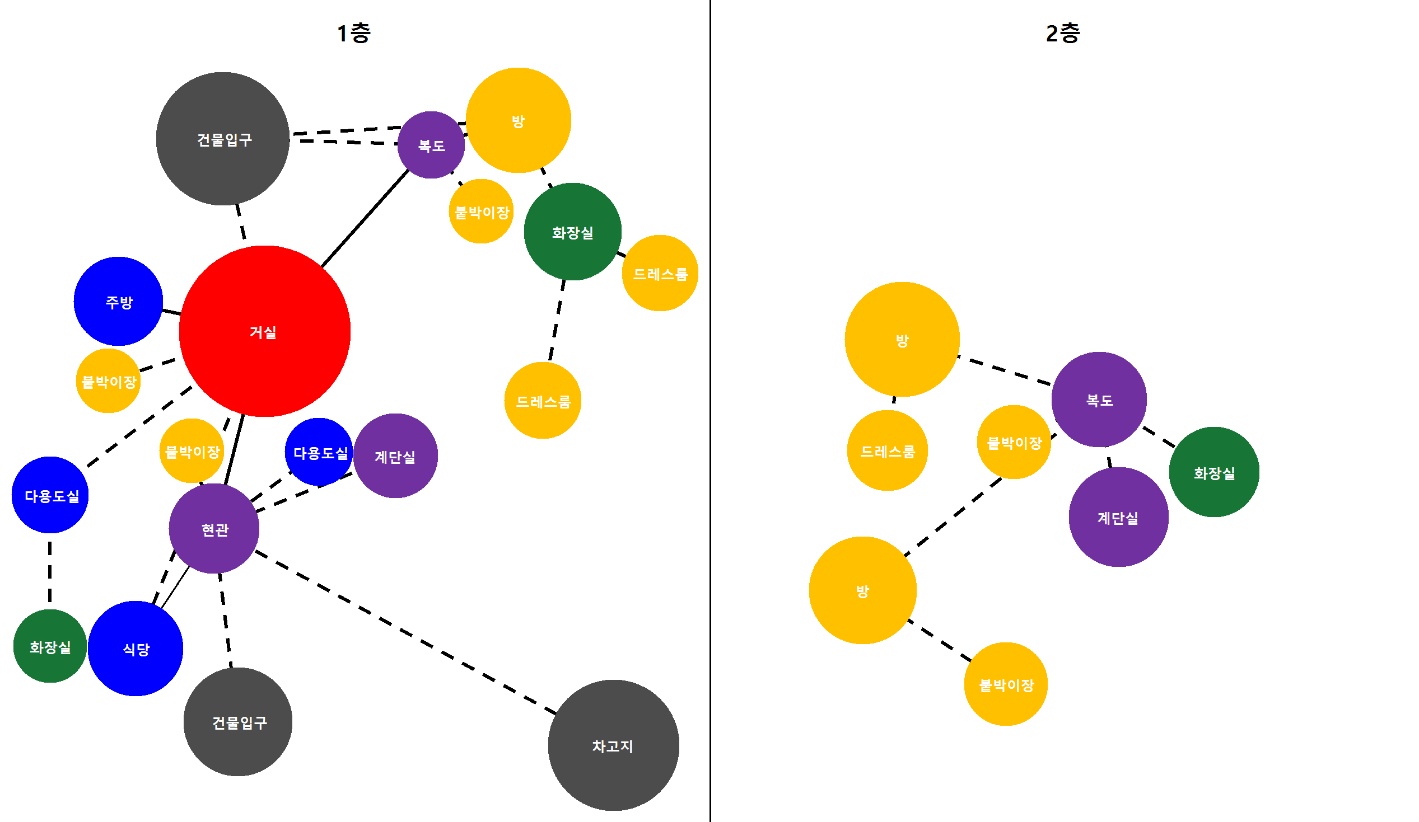 1층
건물입구
복도
방
붙박이장
화장실
드레스룸
주방
거실
붙박이장
드레스룸
붙박이장
다용도실
계단실
다용도실
현관
화장실
식당
건물입구
차고지
2층
방
복도
붙박이장
드레스룸
화장실
계단실
방
붙박이장